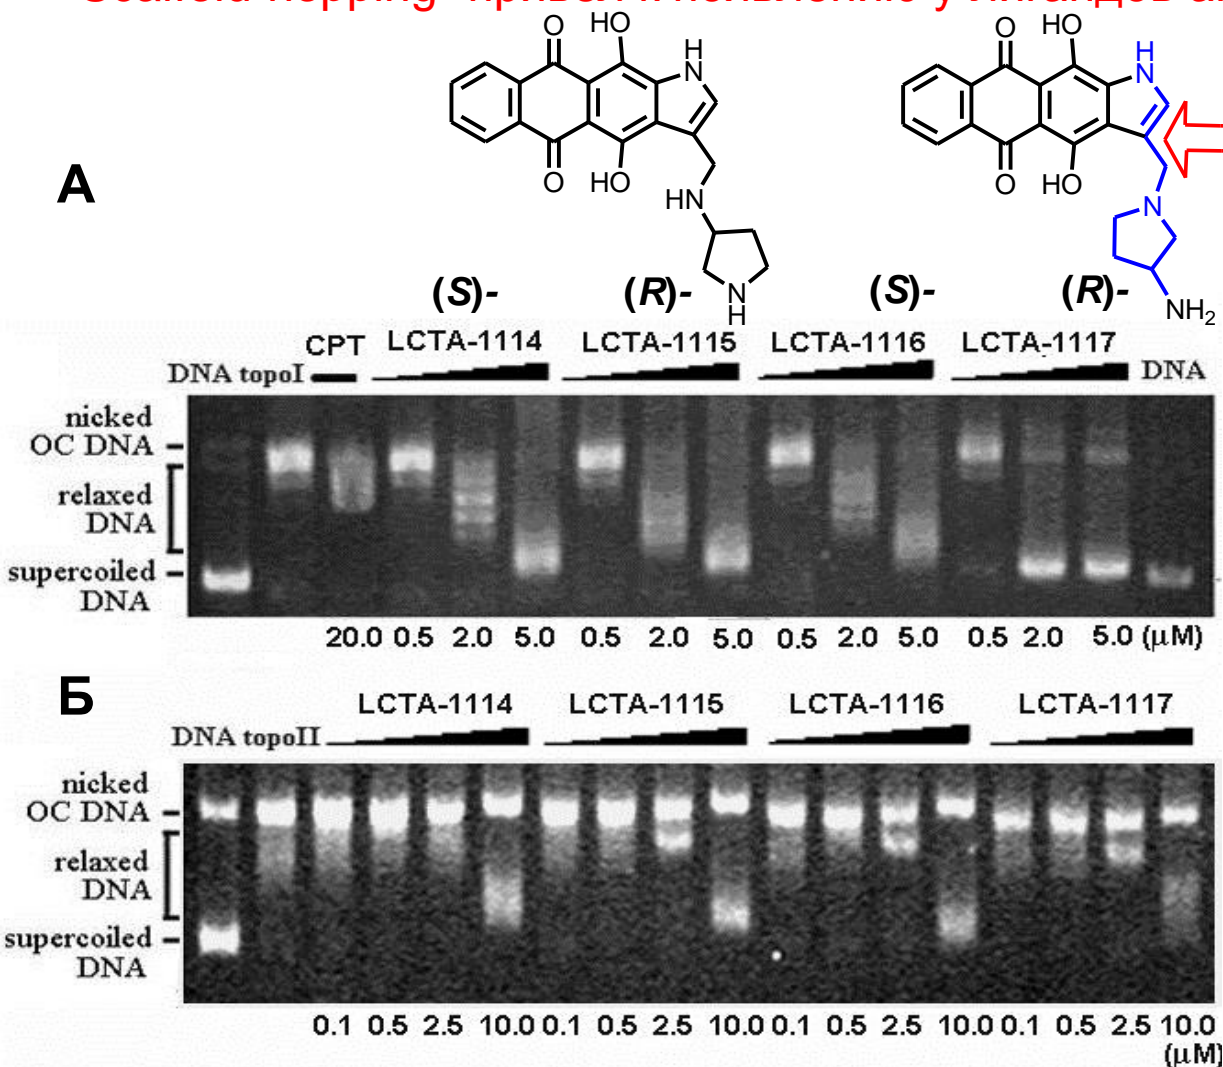 "Scaffold hopping" привел к появлению у лигандов
O HO H N
O HO H N
O HO HN
O HO N
А
(S)- (R)- N H
(S)- (R)- NH2
CPT LCTA-1114 LCTA-1115 LCTA-1116 LCTA-1117
DNA topoI DNA
nicked
OC DNA
relaxed
DNA
supercoiled
DNA
20.0 0.5 2.0 5.0 0.5 2.0 5.0 0.5 2.0 5.0 0.5 2.0 5.0 (µM)
Б
LCTA-1114 LCTA-1115 LCTA-1116 LCTA-1117
DNA topoII
nicked
OC DNA
relaxed
DNA
supercoiled
DNA
0.1 0.5 2.5 10.0 0.1 0.5 2.5 10.0 0.1 0.5 2.5 10.0 0.1 0.5 2.5 10.0
(µM)